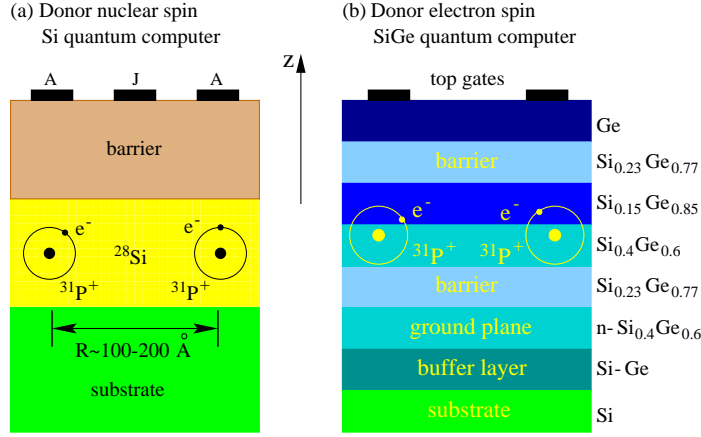 (a) Donor nuclear spin
Si quantum computer
A J A
barrier
e⁻ e⁻
²⁸Si
³¹P⁺ ³¹P⁺
R~100-200 Å
substrate
z
(b) Donor electron spin
SiGe quantum computer
top gates
Ge
barrier Si₀.₂₃Ge₀.₇₇
Si₀.₁₅Ge₀.₈₅
e⁻ e⁻
³¹P⁺ ³¹P⁺ Si₀.₄Ge₀.₆
barrier Si₀.₂₃Ge₀.₇₇
ground plane n-Si₀.₄Ge₀.₆
buffer layer Si-Ge
substrate Si